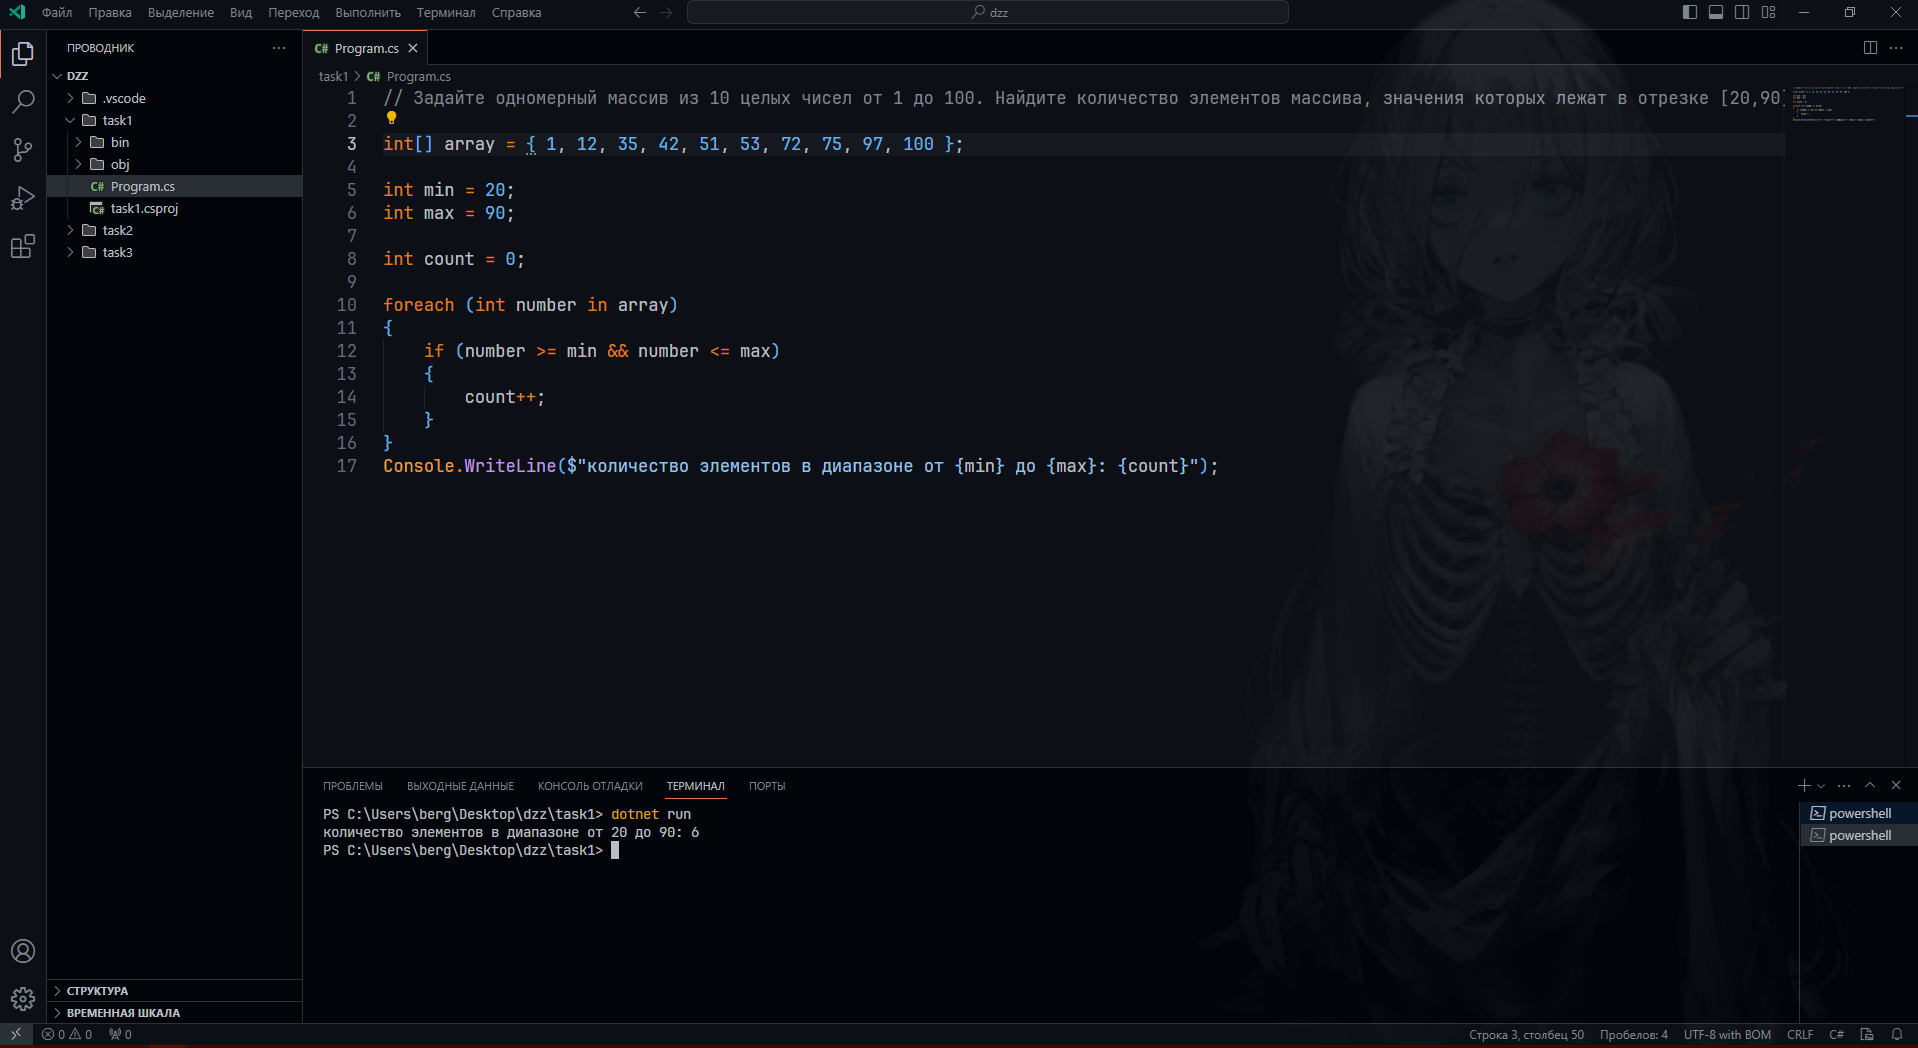 Файл Правка Выделение Вид Переход Выполнить Терминал Справка dzz
ПРОВОДНИК
DZZ
.vscode
task1
bin
obj
C# Program.cs
task1.csproj
task2
task3
СТРУКТУРА
ВРЕМЕННАЯ ШКАЛА
C# Program.cs
task1 > C# Program.cs
1 // Задайте одномерный массив из 10 целых чисел от 1 до 100. Найдите количество элементов массива, значения которых лежат в отрезке [20,90]
2
3 int[] array = { 1, 12, 35, 42, 51, 53, 72, 75, 97, 100 };
4
5 int min = 20;
6 int max = 90;
7
8 int count = 0;
9
10 foreach (int number in array)
11 {
12 if (number >= min && number <= max)
13 {
14 count++;
15 }
16 }
17 Console.WriteLine($"количество элементов в диапазоне от {min} до {max}: {count}");
ПРОБЛЕМЫ ВЫХОДНЫЕ ДАННЫЕ КОНСОЛЬ ОТЛАДКИ ТЕРМИНАЛ ПОРТЫ
PS C:\Users\berg\Desktop\dzz\task1> dotnet run
количество элементов в диапазоне от 20 до 90: 6
PS C:\Users\berg\Desktop\dzz\task1>
powershell
powershell
0 0 0 Строка 3, столбец 50 Пробелов: 4 UTF-8 with BOM CRLF C#